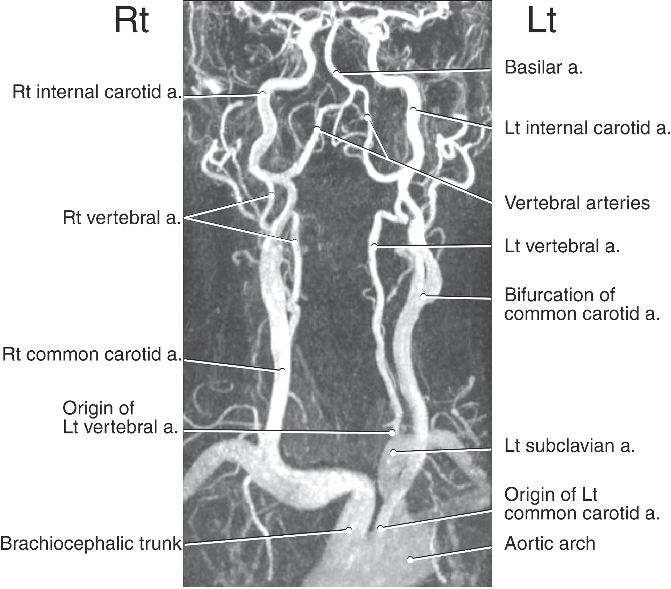 Rt
Lt
Rt internal carotid a.
Rt vertebral a.
Rt common carotid a.
Origin of
Lt vertebral a.
Brachiocephalic trunk
Basilar a.
Lt internal carotid a.
Vertebral arteries
Lt vertebral a.
Bifurcation of
common carotid a.
Lt subclavian a.
Origin of Lt
common carotid a.
Aortic arch